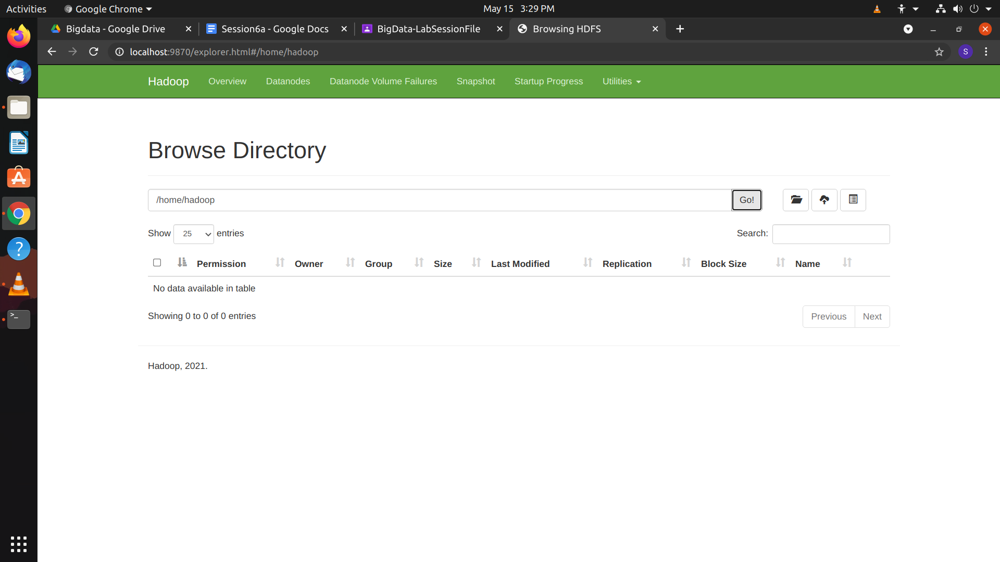 Activities Google Chrome May 15 3:29 PM
Bigdata - Google Drive Session6a - Google Docs BigData-LabSessionFile Browsing HDFS
localhost:9870/explorer.html#/home/hadoop S
Hadoop Overview Datanodes Datanode Volume Failures Snapshot Startup Progress Utilities
Browse Directory
/home/hadoop Go!
Show 25 entries Search:
Permission Owner Group Size Last Modified Replication Block Size Name
No data available in table
Showing 0 to 0 of 0 entries Previous Next
Hadoop, 2021.